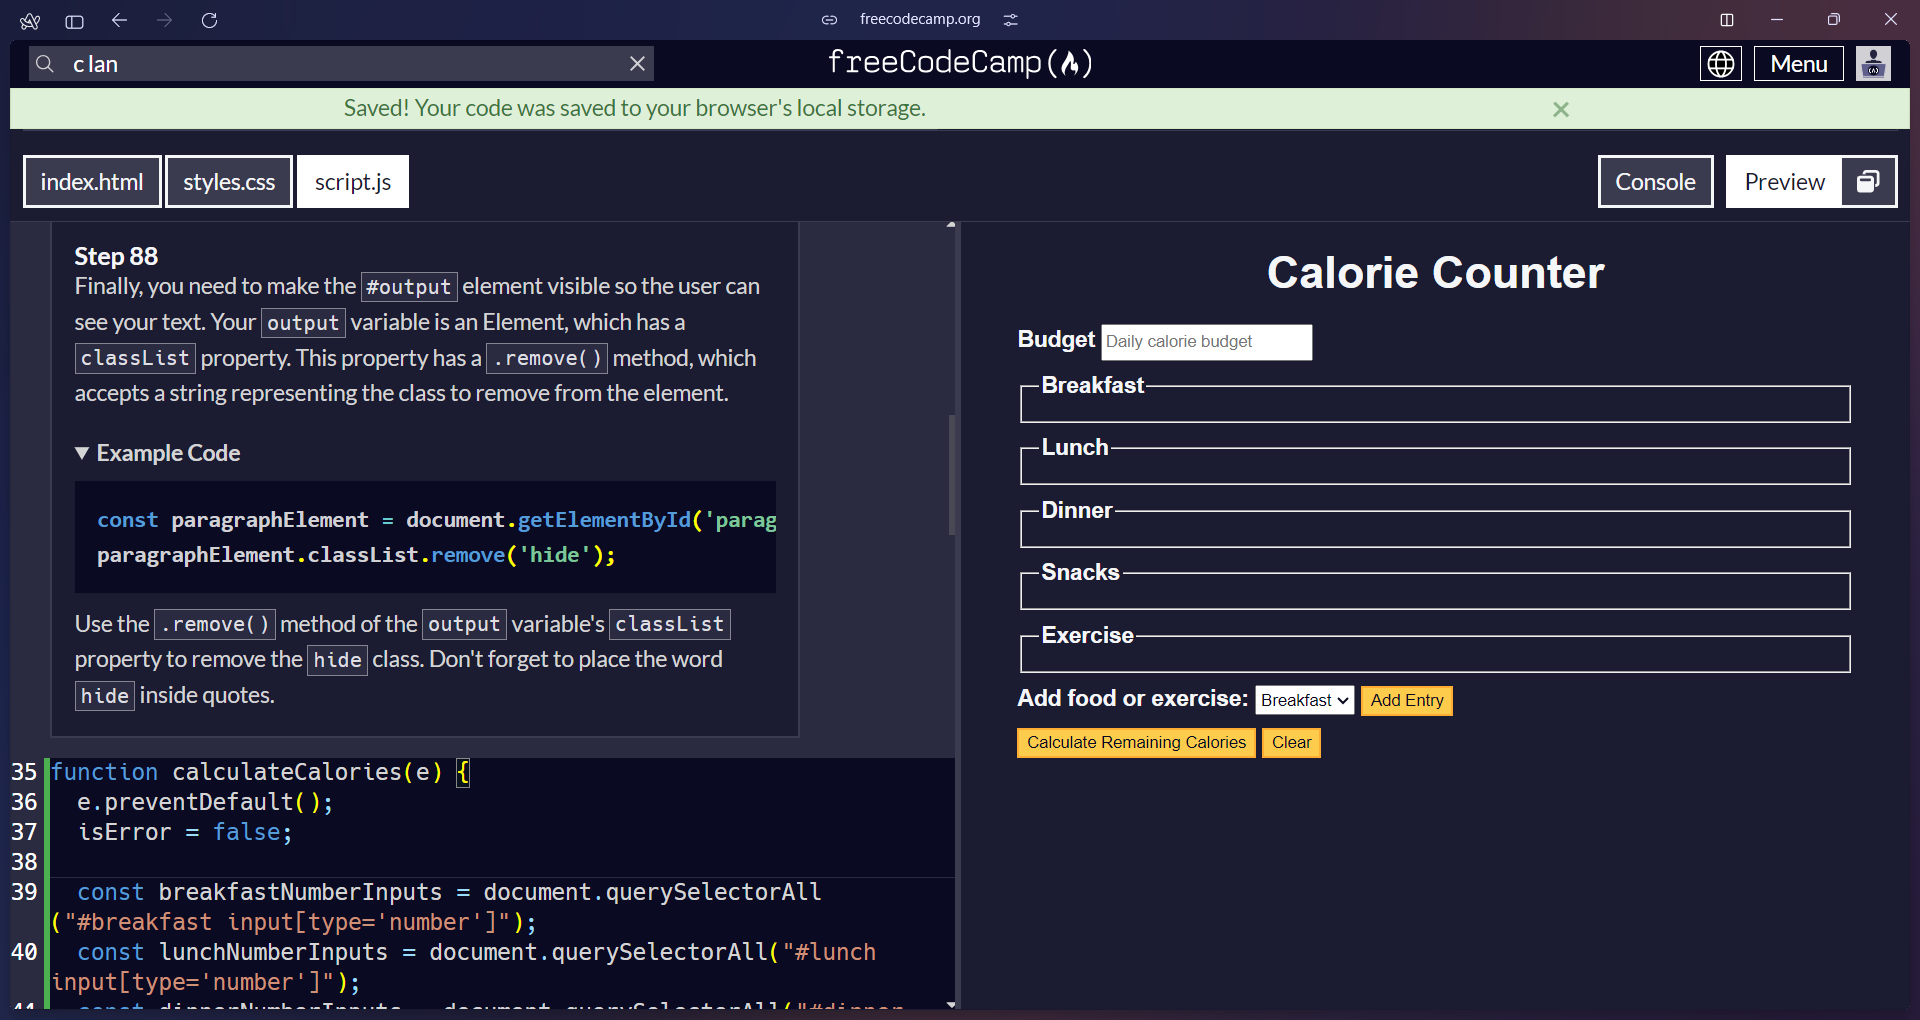 freecodecamp.org
c lan
freeCodeCamp
Menu
Saved! Your code was saved to your browser's local storage.
index.html
styles.css
script.js
Console
Preview
Step 88
Finally, you need to make the #output element visible so the user can
see your text. Your output variable is an Element, which has a
classList property. This property has a .remove() method, which
accepts a string representing the class to remove from the element.
Example Code
const paragraphElement = document.getElementById('parag
paragraphElement.classList.remove('hide');
Use the .remove() method of the output variable's classList
property to remove the hide class. Don't forget to place the word
hide inside quotes.
35 function calculateCalories(e) {
36 e.preventDefault();
37 isError = false;
38
39 const breakfastNumberInputs = document.querySelectorAll
("#breakfast input[type='number']");
40 const lunchNumberInputs = document.querySelectorAll("#lunch
input[type='number']");
41 const dinnerNumberInputs = document.querySelectorAll("#dinner
Calorie Counter
Budget Daily calorie budget
Breakfast
Lunch
Dinner
Snacks
Exercise
Add food or exercise: Breakfast Add Entry
Calculate Remaining Calories Clear